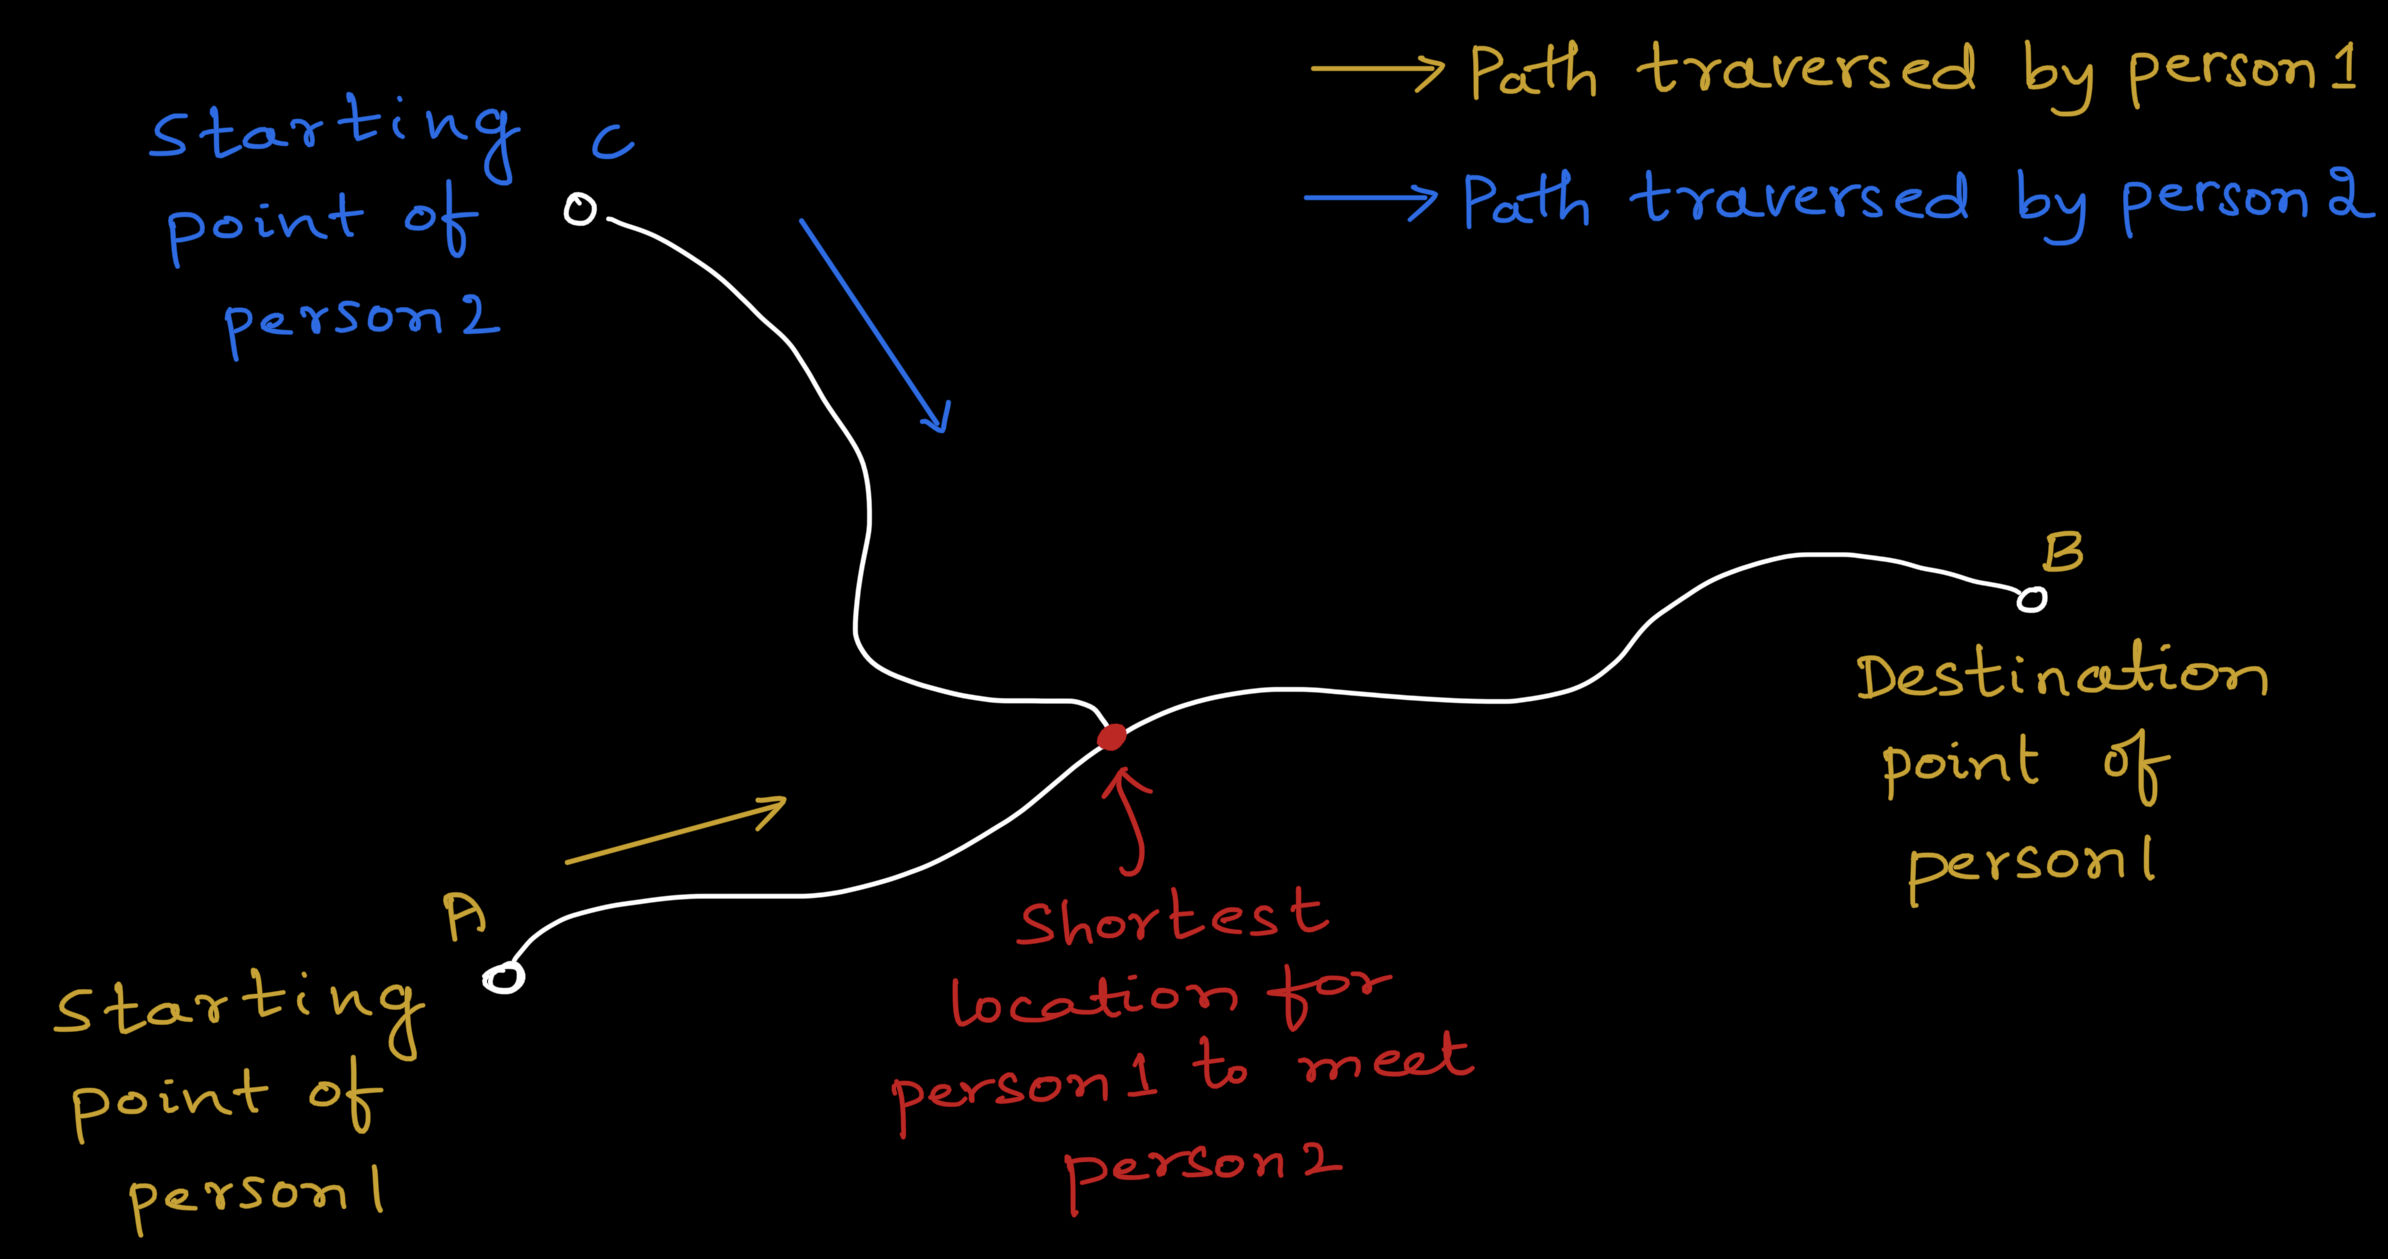 Path traversed by person 1
Path traversed by person 2
Starting
point of
person 2
C
B
Destination
point of
person 1
A
Starting
point of
person 1
Shortest
location for
person 1 to meet
person 2